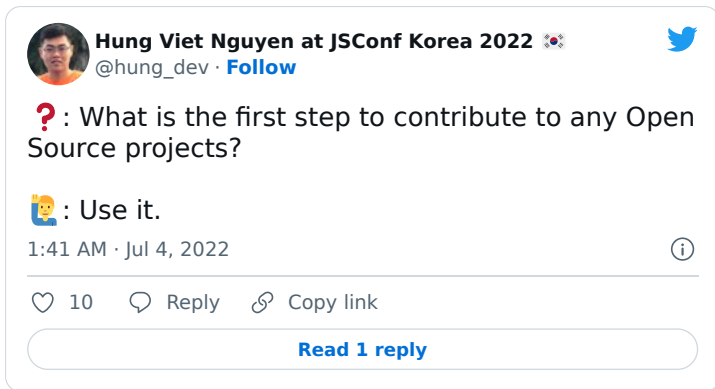 Hung Viet Nguyen at JSConf Korea 2022 🇰🇷
@hung_dev · Follow
❓: What is the first step to contribute to any Open
Source projects?
🙋‍♂️: Use it.
1:41 AM · Jul 4, 2022
10 Reply Copy link
Read 1 reply